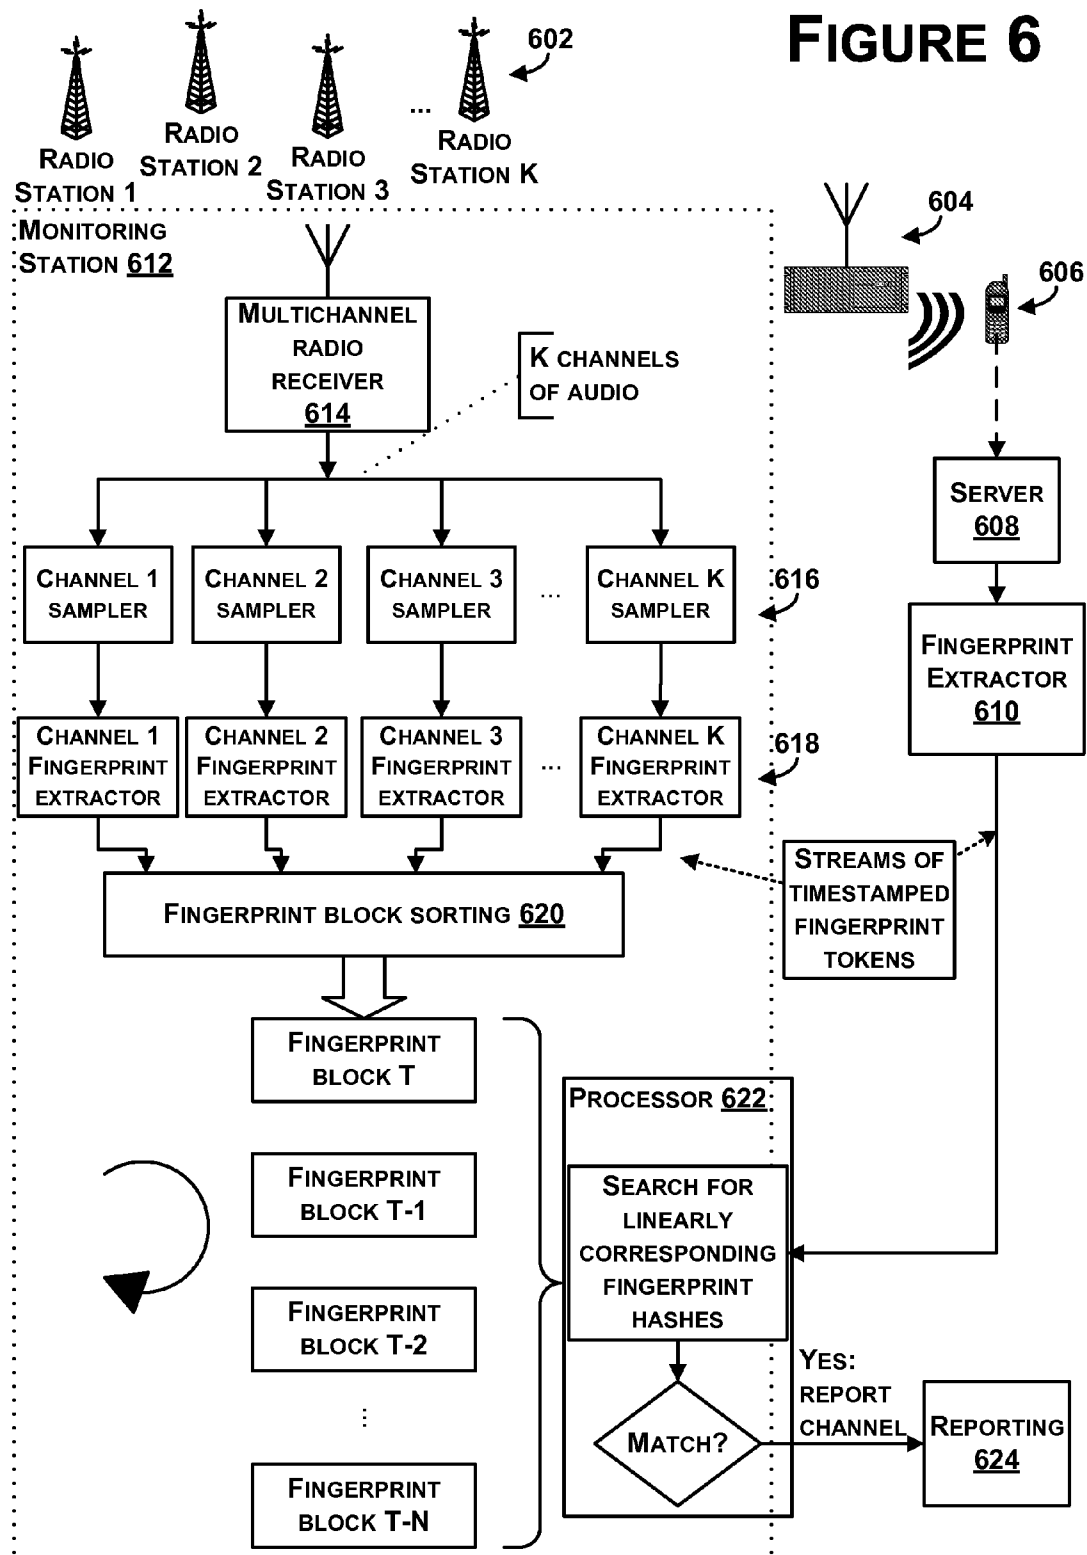 FIGURE 6
602
RADIO
STATION 1
RADIO
STATION 2
RADIO
STATION 3
...
RADIO
STATION K
604
606
MONITORING
STATION 612
MULTICHANNEL
RADIO
RECEIVER
614
K CHANNELS
OF AUDIO
SERVER
608
CHANNEL 1
SAMPLER
CHANNEL 2
SAMPLER
CHANNEL 3
SAMPLER
...
CHANNEL K
SAMPLER
616
FINGERPRINT
EXTRACTOR
610
CHANNEL 1
FINGERPRINT
EXTRACTOR
CHANNEL 2
FINGERPRINT
EXTRACTOR
CHANNEL 3
FINGERPRINT
EXTRACTOR
...
CHANNEL K
FINGERPRINT
EXTRACTOR
618
STREAMS OF
TIMESTAMPED
FINGERPRINT
TOKENS
FINGERPRINT BLOCK SORTING 620
FINGERPRINT
BLOCK T
FINGERPRINT
BLOCK T-1
FINGERPRINT
BLOCK T-2
...
FINGERPRINT
BLOCK T-N
PROCESSOR 622
SEARCH FOR
LINEARLY
CORRESPONDING
FINGERPRINT
HASHES
MATCH?
YES:
REPORT
CHANNEL
REPORTING
624